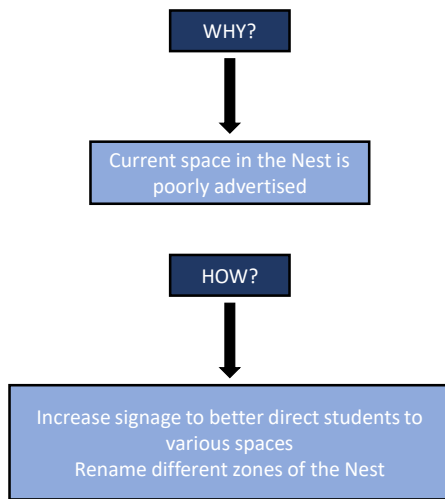 WHY?
Current space in the Nest is
poorly advertised
HOW?
Increase signage to better direct students to
various spaces
Rename different zones of the Nest